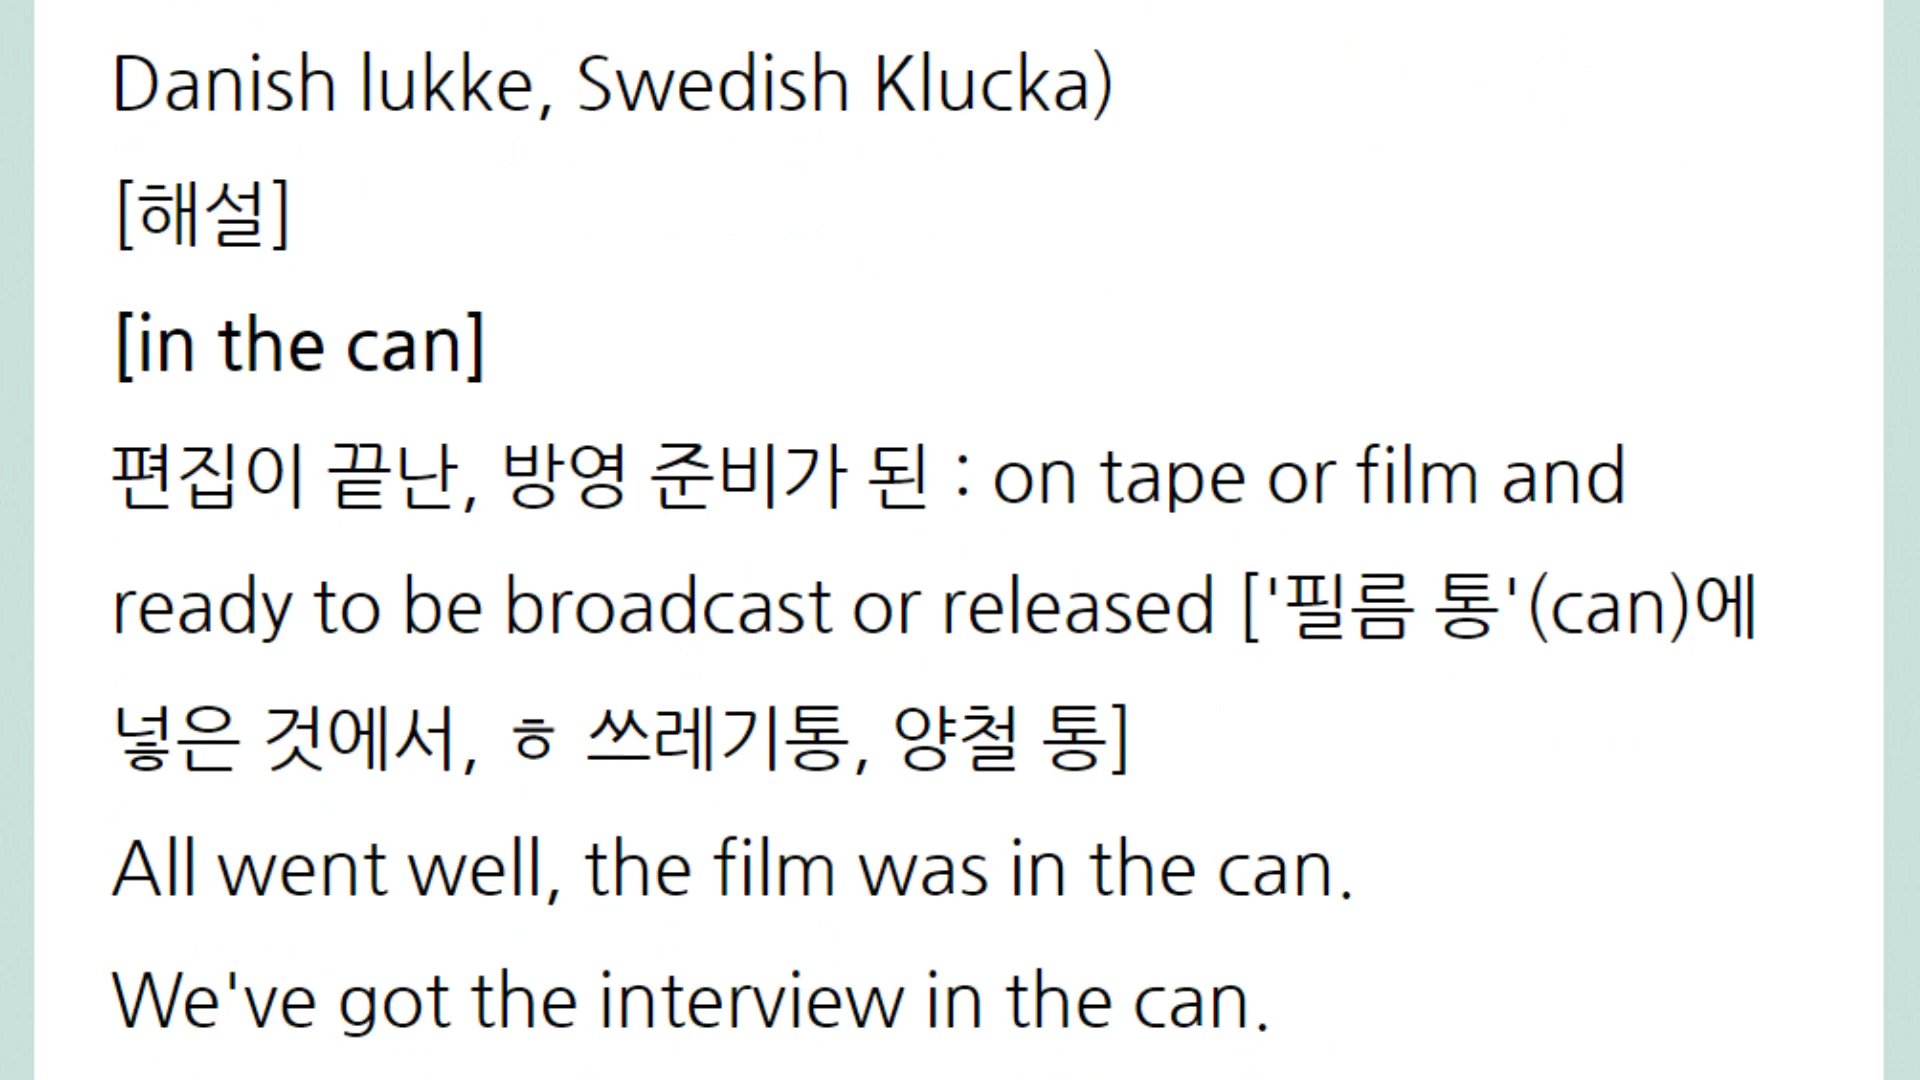 Danish lukke, Swedish Klucka)
[해설]
[in the can]
편집이 끝난, 방영 준비가 된 : on tape or film and
ready to be broadcast or released ['필름 통'(can)에
넣은 것에서, ㅎ 쓰레기통, 양철 통]
All went well, the film was in the can.
We've got the interview in the can.